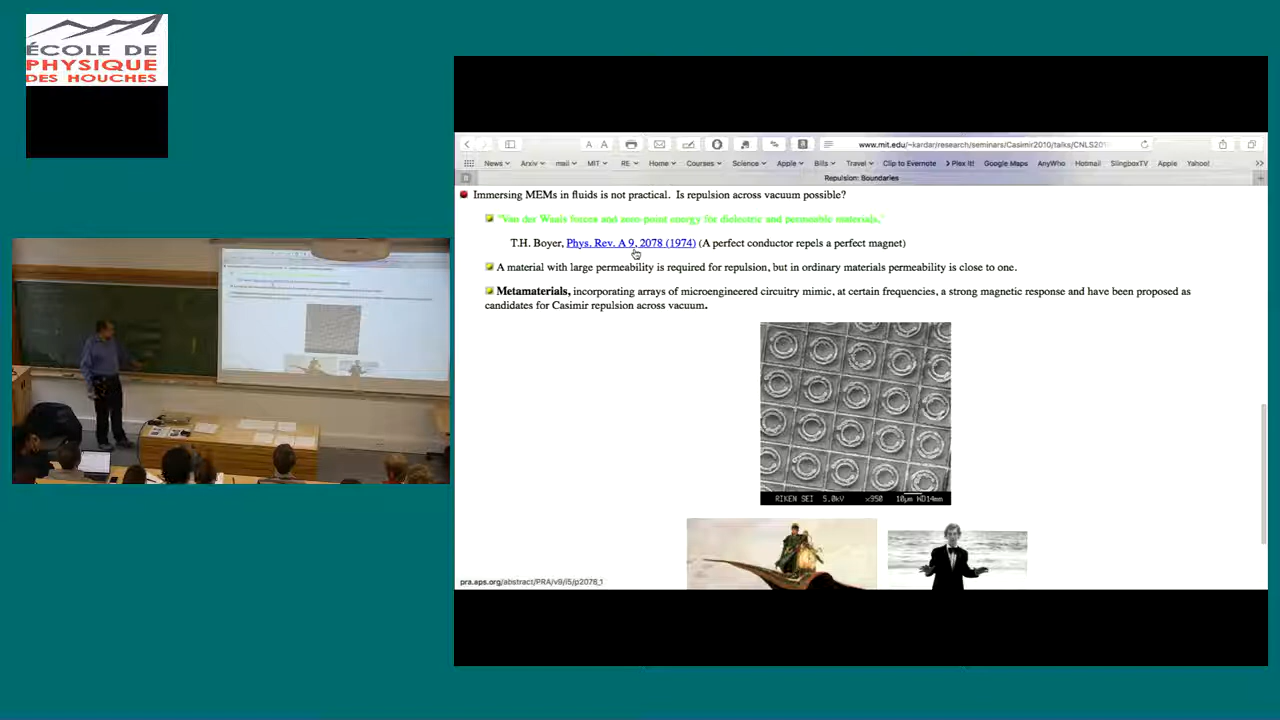 ÉCOLE DE
PHYSIQUE
DES HOUCHES
A A
www.mit.edu/~kardar/research/seminars/Casimir2010/talks/CNLS201
News Arxiv mail MIT RE Home Courses Science Apple Bills Travel Clip to Evernote > Plex It! Google Maps AnyWho Hotmail SlingboxTV Apple Yahoo!
Repulsion: Boundaries
Immersing MEMs in fluids is not practical. Is repulsion across vacuum possible?
"Van der Waals forces and zero-point energy for dielectric and permeable materials,"
T.H. Boyer, Phys. Rev. A 9, 2078 (1974) (A perfect conductor repels a perfect magnet)
A material with large permeability is required for repulsion, but in ordinary materials permeability is close to one.
Metamaterials, incorporating arrays of microengineered circuitry mimic, at certain frequencies, a strong magnetic response and have been proposed as
candidates for Casimir repulsion across vacuum.
RIKEN SEI 5.0kV x950 10µm WD14mm
pra.aps.org/abstract/PRA/v9/i5/p2078_1